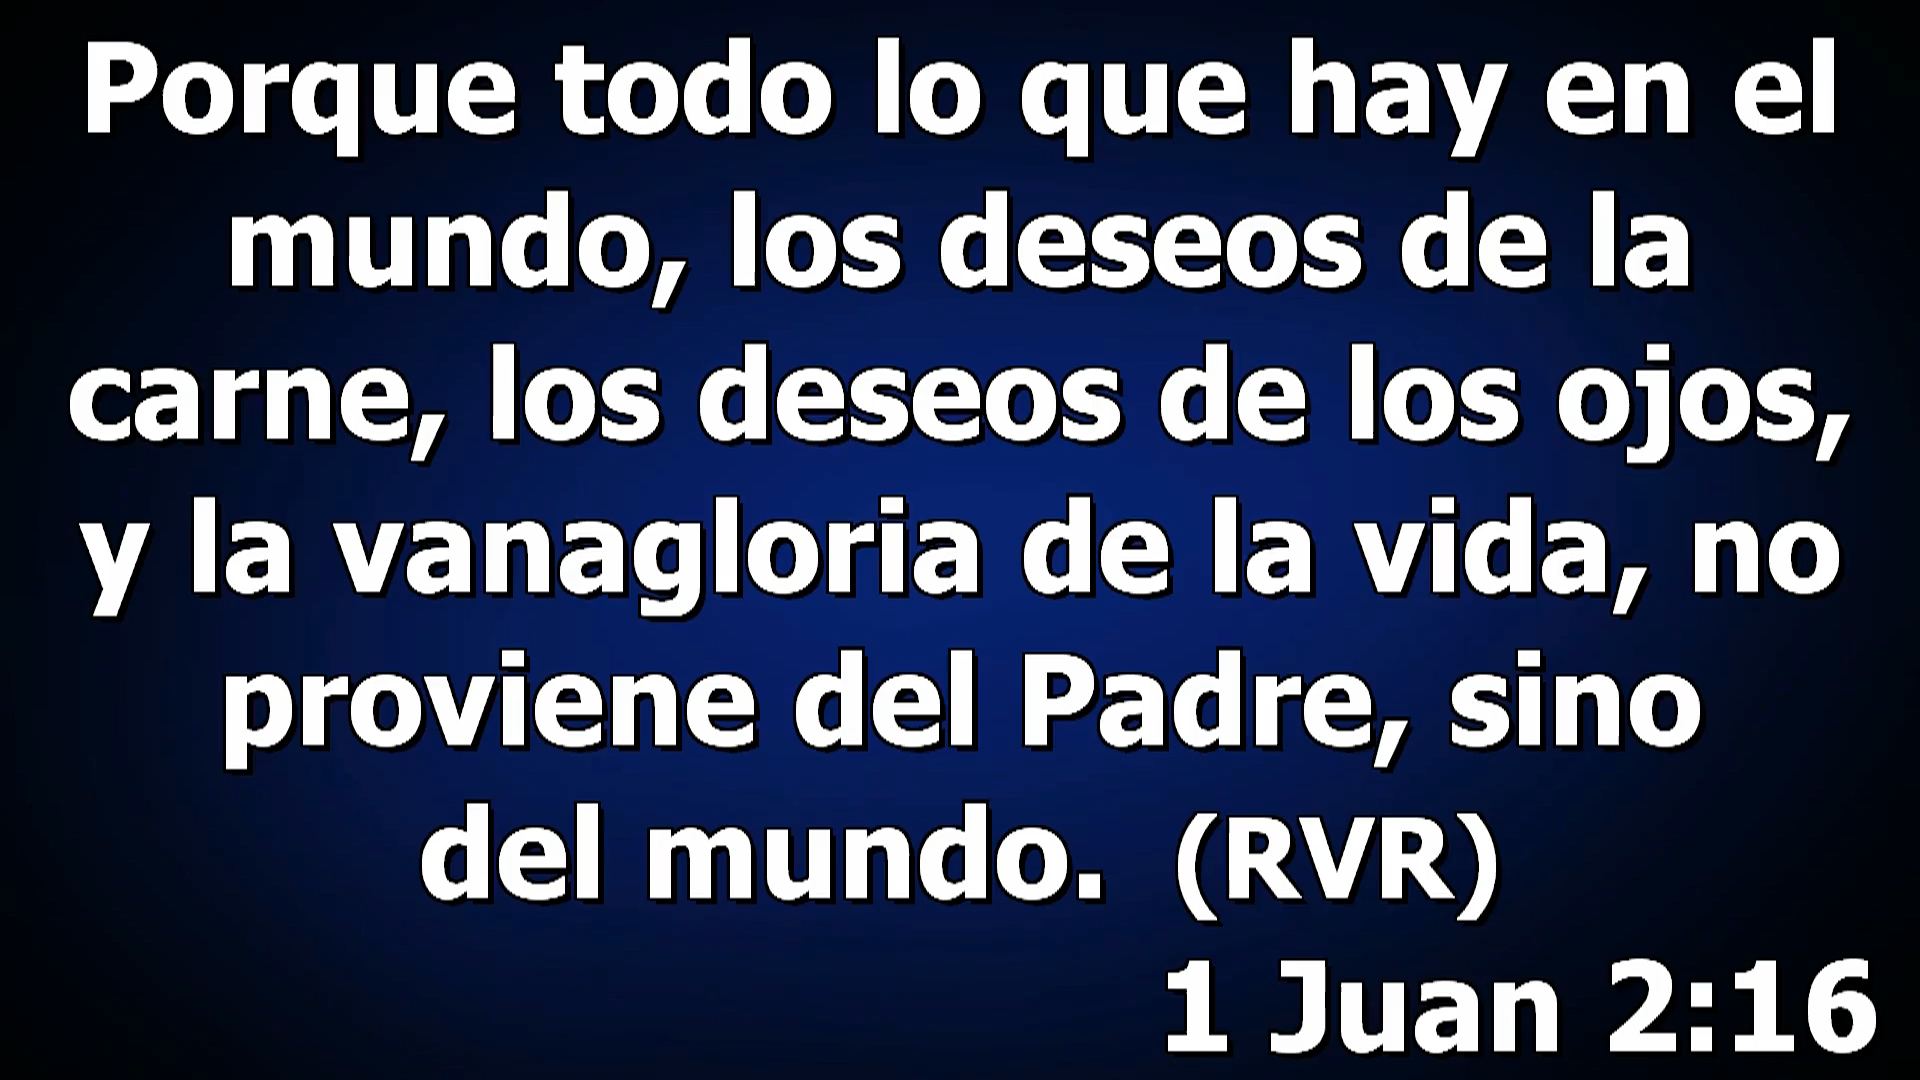 Porque todo lo que hay en el
mundo, los deseos de la
carne, los deseos de los ojos,
y la vanagloria de la vida, no
proviene del Padre, sino
del mundo.  (RVR)
1 Juan 2:16